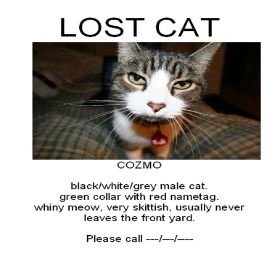 LOST CAT
COZMO
black/white/grey male cat.
green collar with red nametag.
whiny meow, very skittish, usually never
leaves the front yard.
Please call ---/---/----